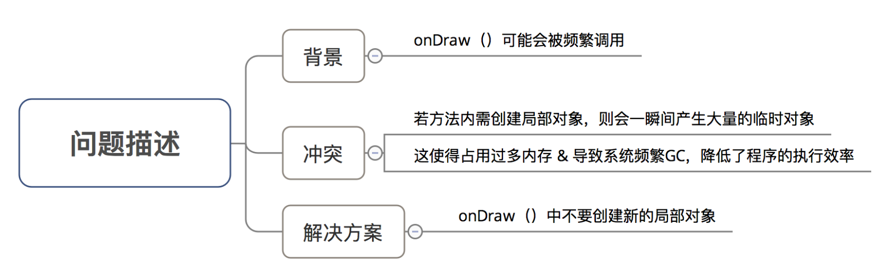 问题描述
背景
onDraw（）可能会被频繁调用
冲突
若方法内需创建局部对象，则会一瞬间产生大量的临时对象
这使得占用过多内存 & 导致系统频繁GC，降低了程序的执行效率
解决方案
onDraw（）中不要创建新的局部对象